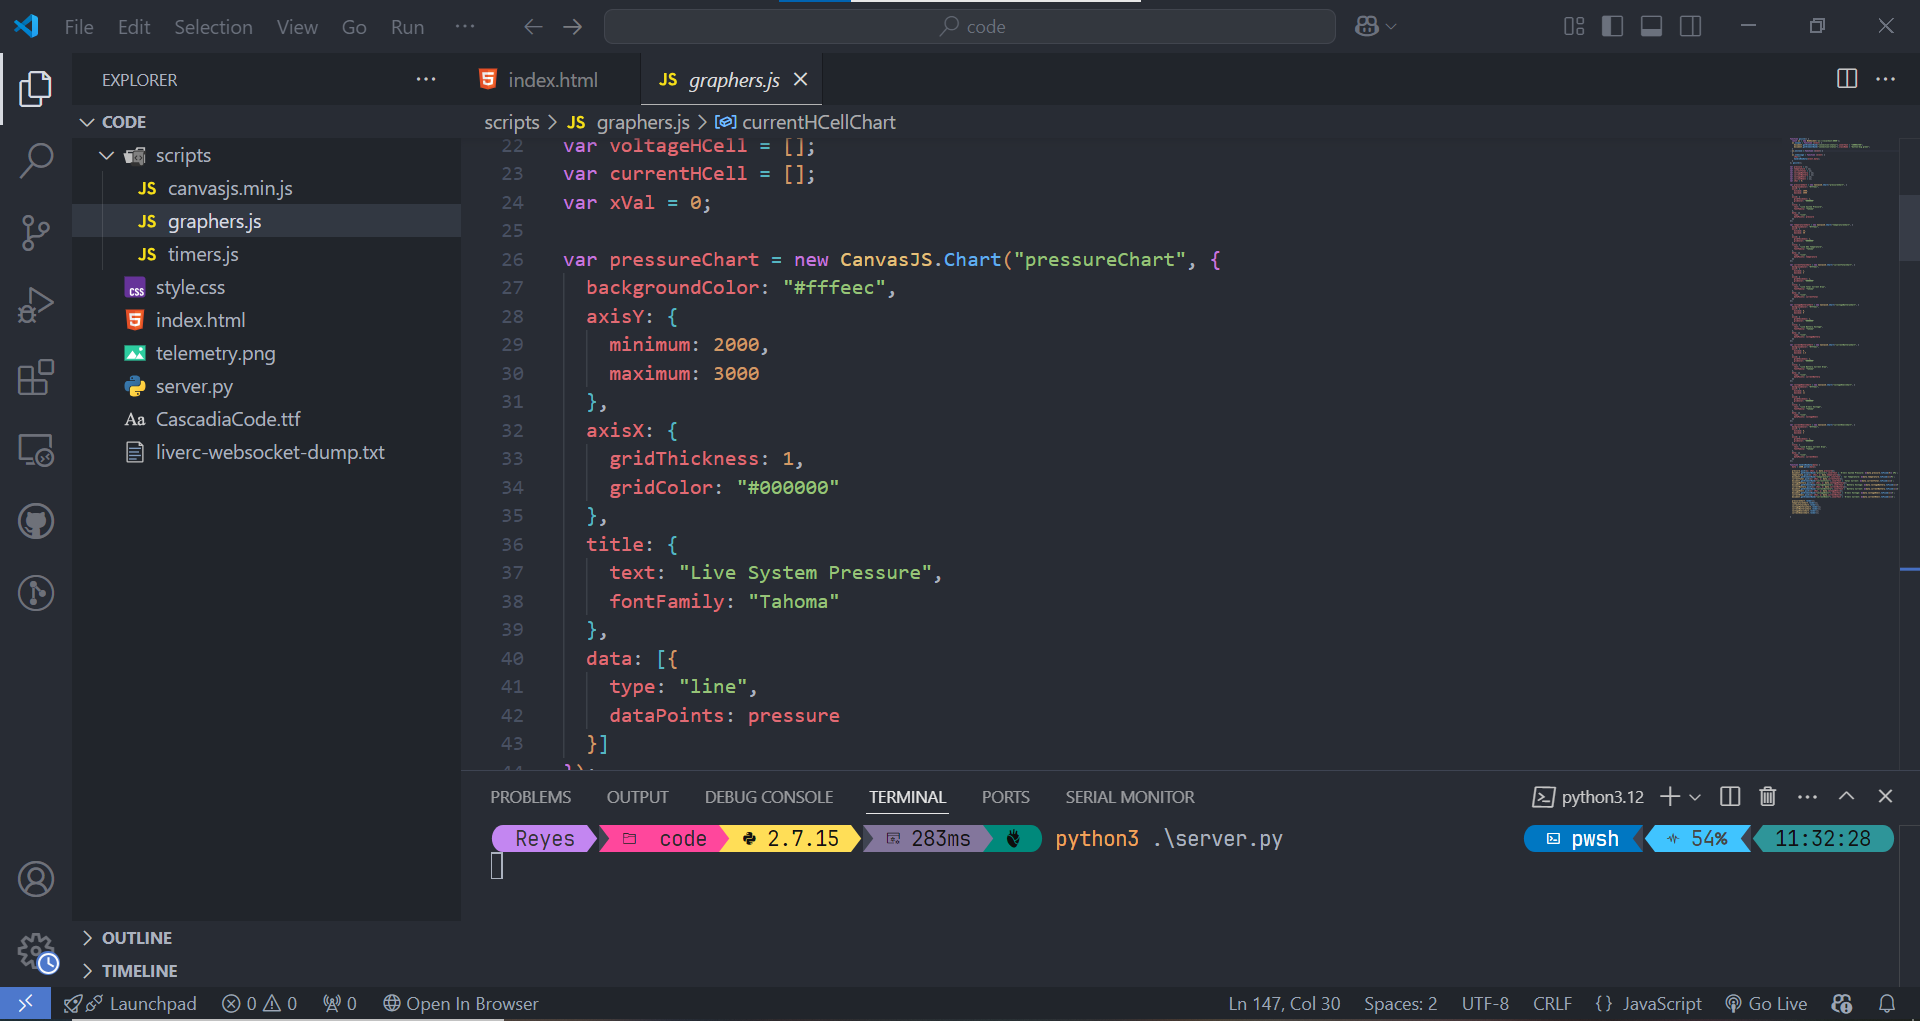 File Edit Selection View Go Run ··· code
EXPLORER ···
CODE
scripts
JS canvasjs.min.js
JS graphers.js
JS timers.js
css style.css
5 index.html
telemetry.png
server.py
Aa CascadiaCode.ttf
liverc-websocket-dump.txt
OUTLINE
TIMELINE
5 index.html
JS graphers.js
scripts > JS graphers.js > currentHCellChart
22 var voltageHCell = [];
23 var currentHCell = [];
24 var xVal = 0;
25
26 var pressureChart = new CanvasJS.Chart("pressureChart", {
27 backgroundColor: "#fffeec",
28 axisY: {
29 minimum: 2000,
30 maximum: 3000
31 },
32 axisX: {
33 gridThickness: 1,
34 gridColor: "#000000"
35 },
36 title: {
37 text: "Live System Pressure",
38 fontFamily: "Tahoma"
39 },
40 data: [{
41 type: "line",
42 dataPoints: pressure
43 }]
PROBLEMS OUTPUT DEBUG CONSOLE TERMINAL PORTS SERIAL MONITOR python3.12
Reyes code 2.7.15 283ms python3 .\server.py pwsh 54% 11:32:28
Launchpad 0 0 0 Open In Browser Ln 147, Col 30 Spaces: 2 UTF-8 CRLF {} JavaScript Go Live